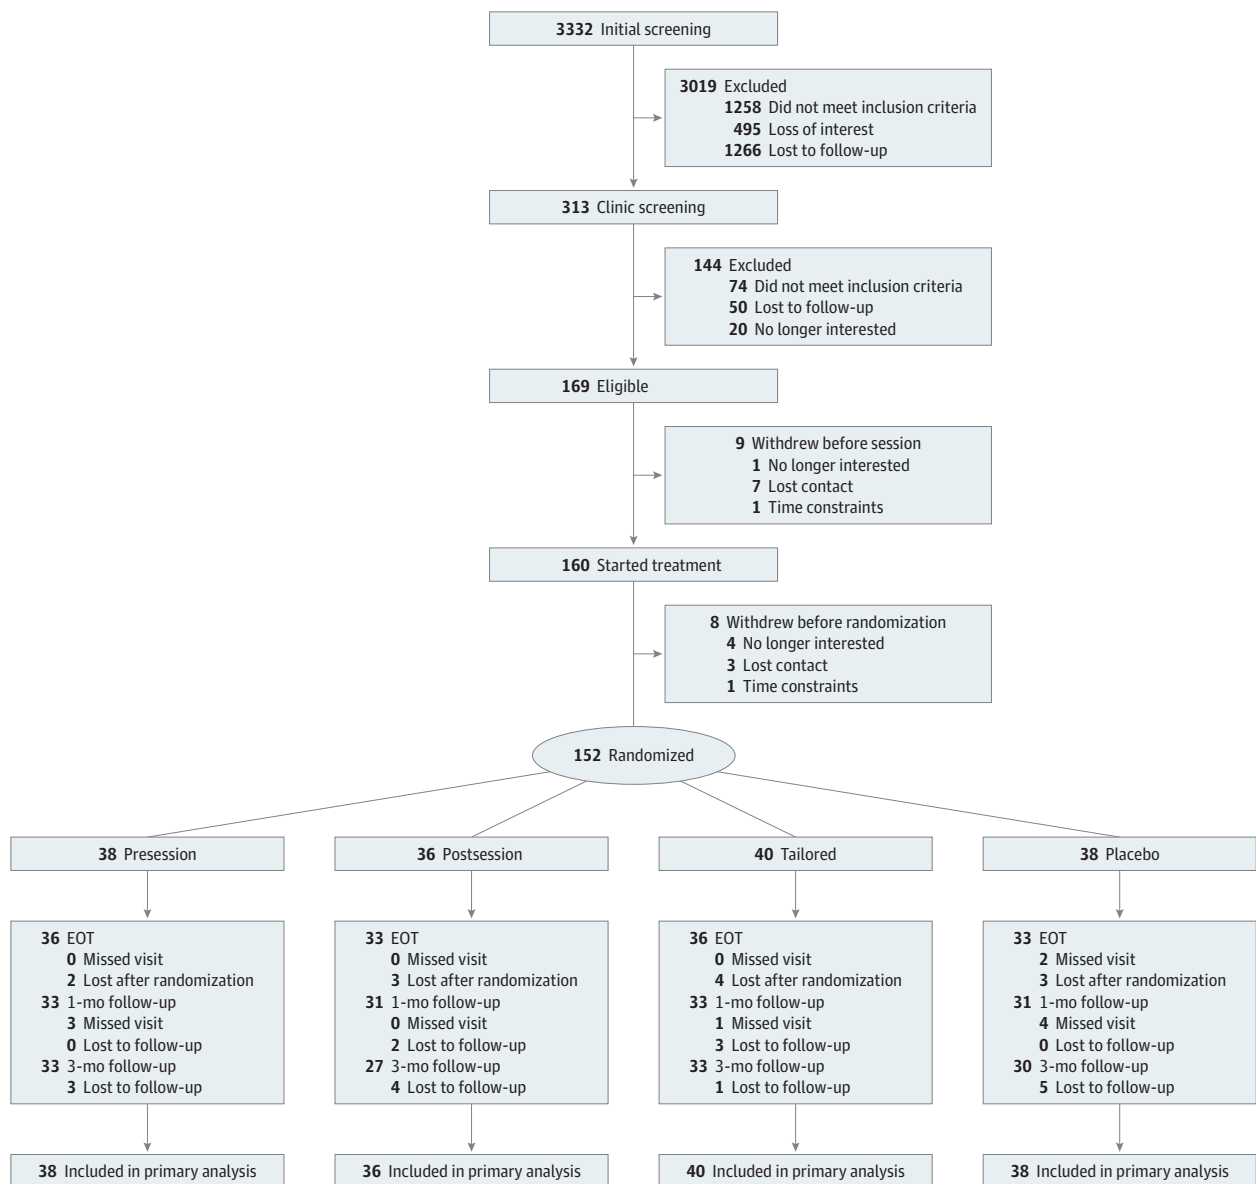 3332 Initial screening
3019 Excluded
1258 Did not meet inclusion criteria
495 Loss of interest
1266 Lost to follow-up
313 Clinic screening
144 Excluded
74 Did not meet inclusion criteria
50 Lost to follow-up
20 No longer interested
169 Eligible
9 Withdrew before session
1 No longer interested
7 Lost contact
1 Time constraints
160 Started treatment
8 Withdrew before randomization
4 No longer interested
3 Lost contact
1 Time constraints
152 Randomized
38 Presession
36 EOT
0 Missed visit
2 Lost after randomization
33 1-mo follow-up
3 Missed visit
0 Lost to follow-up
33 3-mo follow-up
3 Lost to follow-up
38 Included in primary analysis
36 Postsession
33 EOT
0 Missed visit
3 Lost after randomization
31 1-mo follow-up
0 Missed visit
2 Lost to follow-up
27 3-mo follow-up
4 Lost to follow-up
36 Included in primary analysis
40 Tailored
36 EOT
0 Missed visit
4 Lost after randomization
33 1-mo follow-up
1 Missed visit
3 Lost to follow-up
33 3-mo follow-up
1 Lost to follow-up
40 Included in primary analysis
38 Placebo
33 EOT
2 Missed visit
3 Lost after randomization
31 1-mo follow-up
4 Missed visit
0 Lost to follow-up
30 3-mo follow-up
5 Lost to follow-up
38 Included in primary analysis